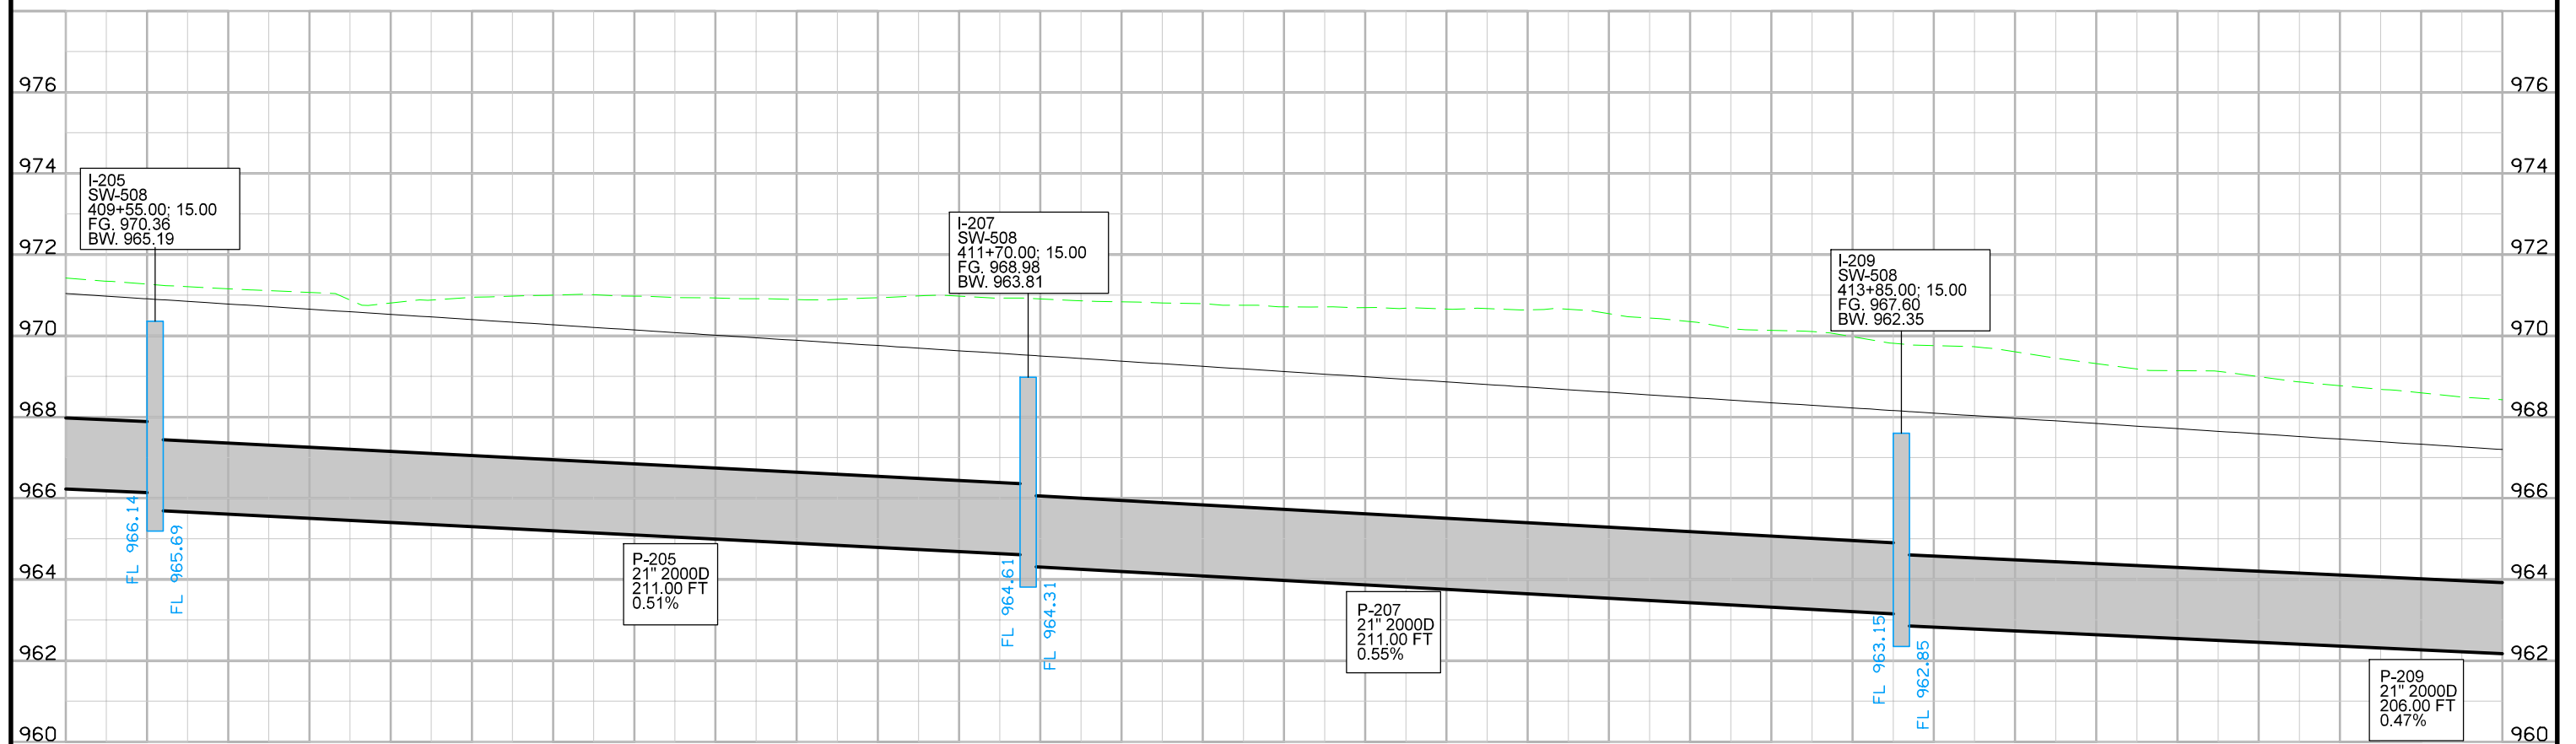 976
976
974
974
I-205
SW-508
409+55.00; 15.00
FG. 970.36
BW. 965.19
I-207
SW-508
411+70.00; 15.00
FG. 968.98
BW. 963.81
I-209
SW-508
413+85.00; 15.00
FG. 967.60
BW. 962.35
972
972
970
970
968
968
966
966
FL 966.14
FL 965.69
FL 964.61
FL 964.31
FL 963.15
FL 962.85
964
964
P-205
21" 2000D
211.00 FT
0.51%
P-207
21" 2000D
211.00 FT
0.55%
962
962
P-209
21" 2000D
206.00 FT
0.47%
960
960